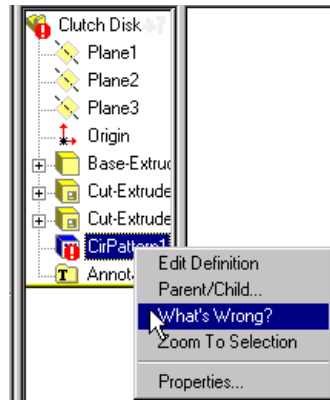 Clutch Disk
Plane1
Plane2
Plane3
Origin
Base-Extrud
Cut-Extrude
Cut-Extrude
CirPattern1
Annot
Edit Definition
Parent/Child...
What's Wrong?
Zoom To Selection
Properties...